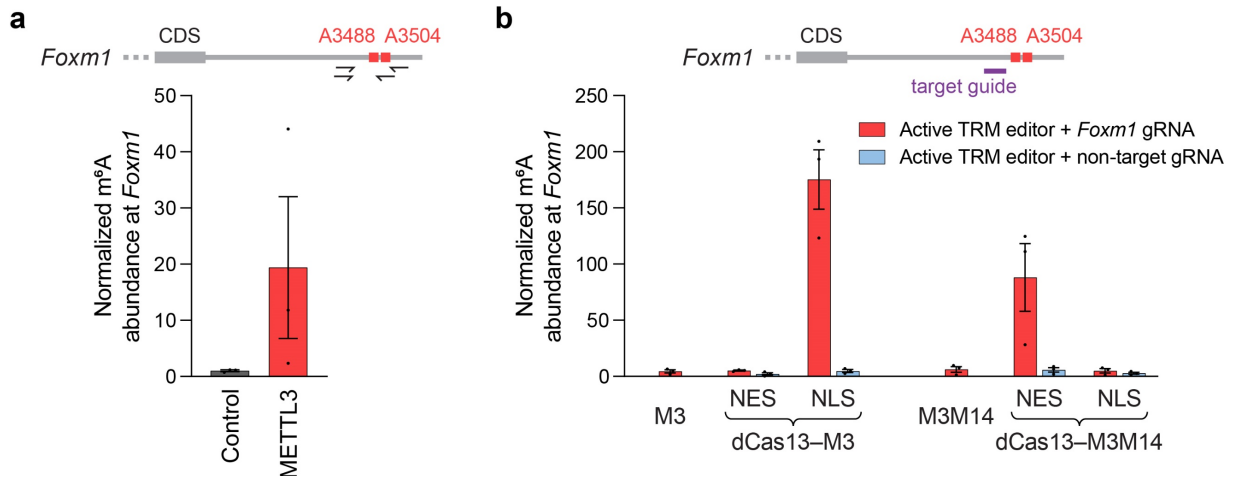 a
CDS
A3488 A3504
Foxm1
Normalized m⁶A
abundance at Foxm1
50
40
30
20
10
0
Control
METTL3
b
CDS
A3488 A3504
Foxm1
target guide
Normalized m⁶A
abundance at Foxm1
250
200
150
100
50
0
Active TRM editor + Foxm1 gRNA
Active TRM editor + non-target gRNA
M3
NES
NLS
dCas13–M3
M3M14
NES
NLS
dCas13–M3M14